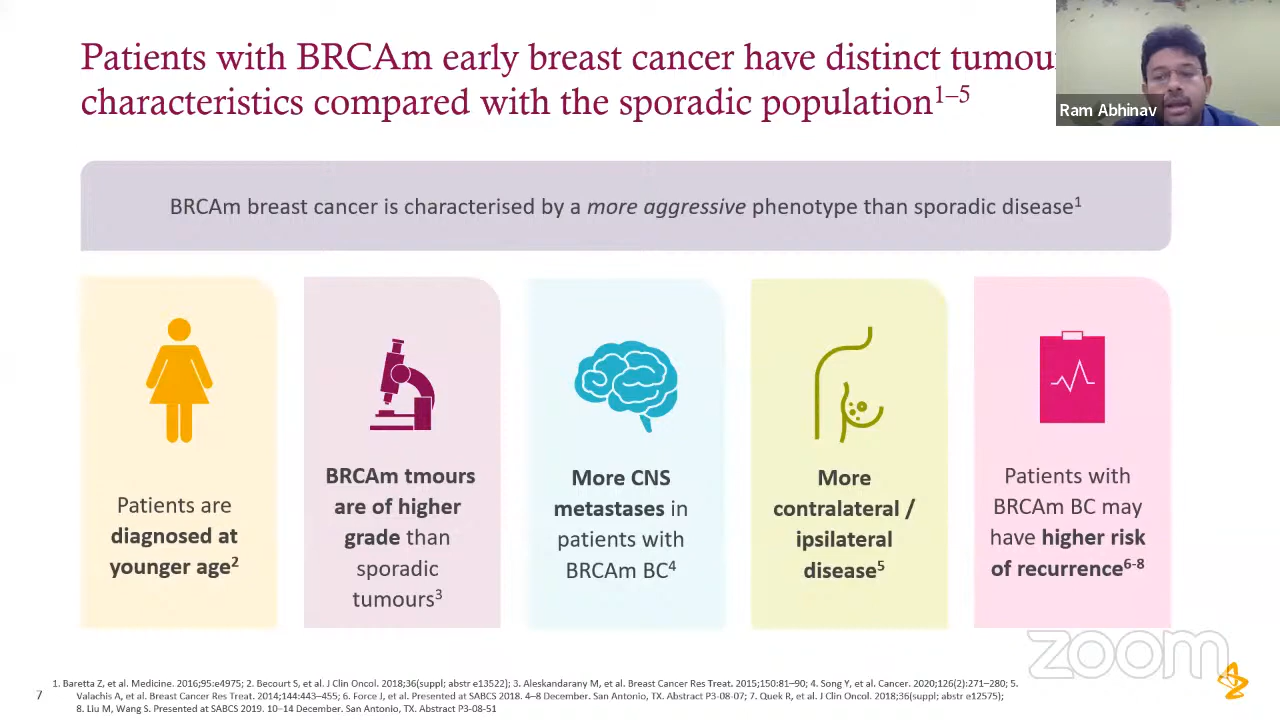 Patients with BRCAm early breast cancer have distinct tumou
characteristics compared with the sporadic population1–5
Ram Abhinav
BRCAm breast cancer is characterised by a more aggressive phenotype than sporadic disease1
Patients are
diagnosed at
younger age2
BRCAm tmours
are of higher
grade than
sporadic
tumours3
More CNS
metastases in
patients with
BRCAm BC4
More
contralateral /
ipsilateral
disease5
Patients with
BRCAm BC may
have higher risk
of recurrence6-8
zoom
7
1. Baretta Z, et al. Medicine. 2016;95:e4975; 2. Becourt S, et al. J Clin Oncol. 2018;36(suppl; abstr e13522); 3. Aleskandarany M, et al. Breast Cancer Res Treat. 2015;150:81–90; 4. Song Y, et al. Cancer. 2020;126(2):271–280; 5.
Valachis A, et al. Breast Cancer Res Treat. 2014;144:443–455; 6. Force J, et al. Presented at SABCS 2018. 4–8 December. San Antonio, TX. Abstract P3-08-07; 7. Quek R, et al. J Clin Oncol. 2018;36(suppl; abstr e12575);
8. Liu M, Wang S. Presented at SABCS 2019. 10–14 December. San Antonio, TX. Abstract P3-08-51